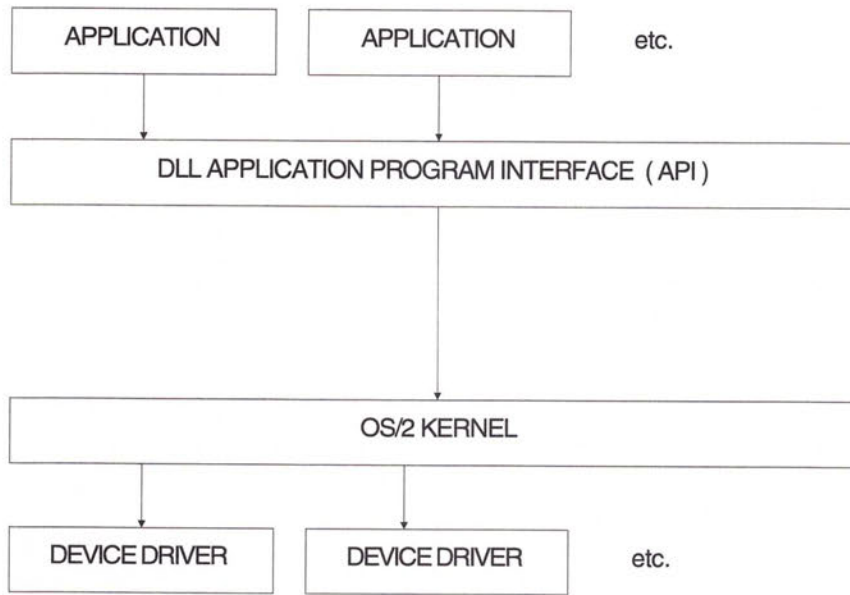 APPLICATION APPLICATION etc.
DLL APPLICATION PROGRAM INTERFACE ( API )
OS/2 KERNEL
DEVICE DRIVER DEVICE DRIVER etc.